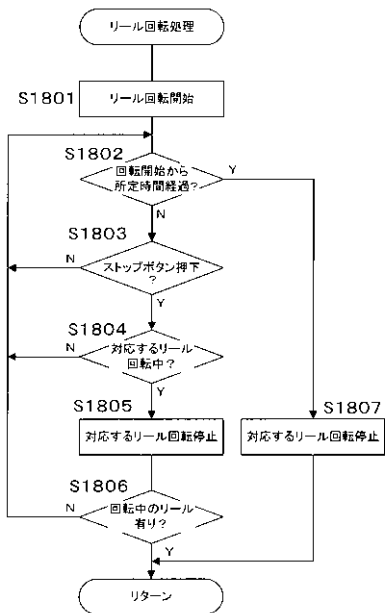 リール回転処理
S1801
リール回転開始
S1802
回転開始から
所定時間経過?
Y
N
S1803
ストップボタン押下
?
N
Y
S1804
対応するリール
回転中?
N
Y
S1805
対応するリール回転停止
S1807
対応するリール回転停止
S1806
回転中のリール
有り?
N
Y
リターン